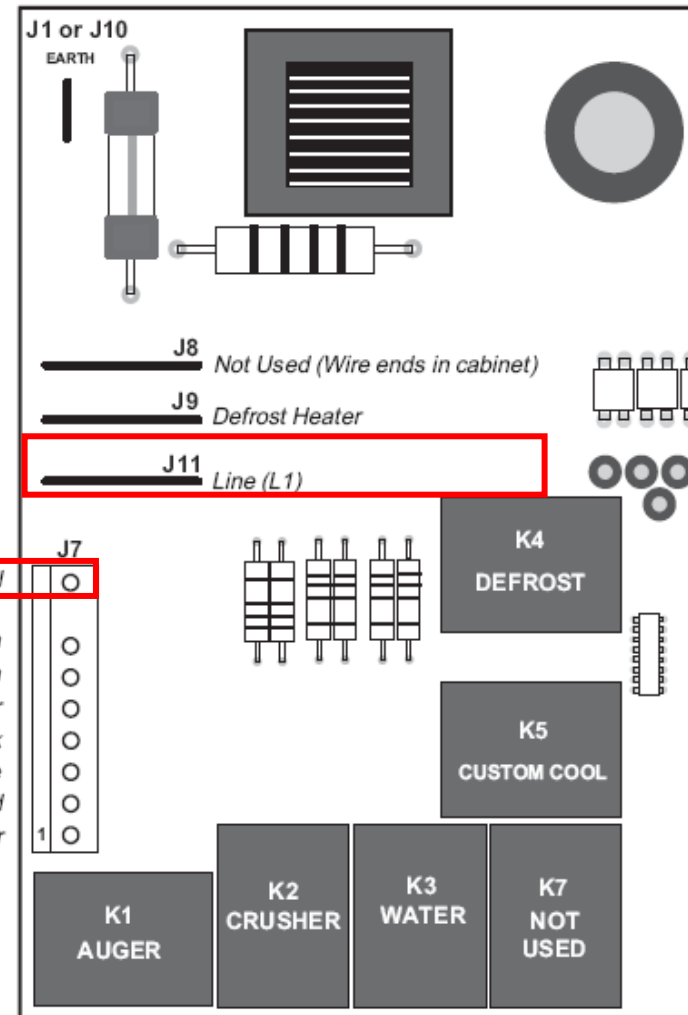 J1 or J10
EARTH
J8
Not Used (Wire ends in cabinet)
J9
Defrost Heater
J11
Line (L1)
J7
K4
DEFROST
K5
CUSTOM COOL
1
K1
AUGER
K2
CRUSHER
K3
WATER
K7
NOT
USED